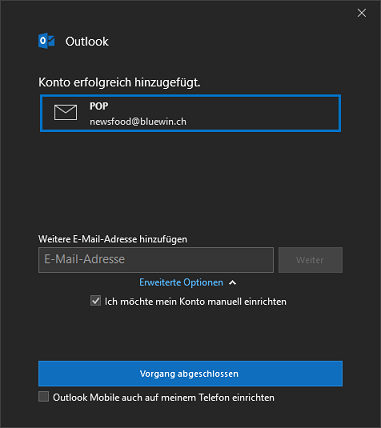 Outlook
Konto erfolgreich hinzugefügt.
POP
newsfood@bluewin.ch
Weitere E-Mail-Adresse hinzufügen
E-Mail-Adresse
Weiter
Erweiterte Optionen
Ich möchte mein Konto manuell einrichten
Vorgang abgeschlossen
Outlook Mobile auch auf meinem Telefon einrichten